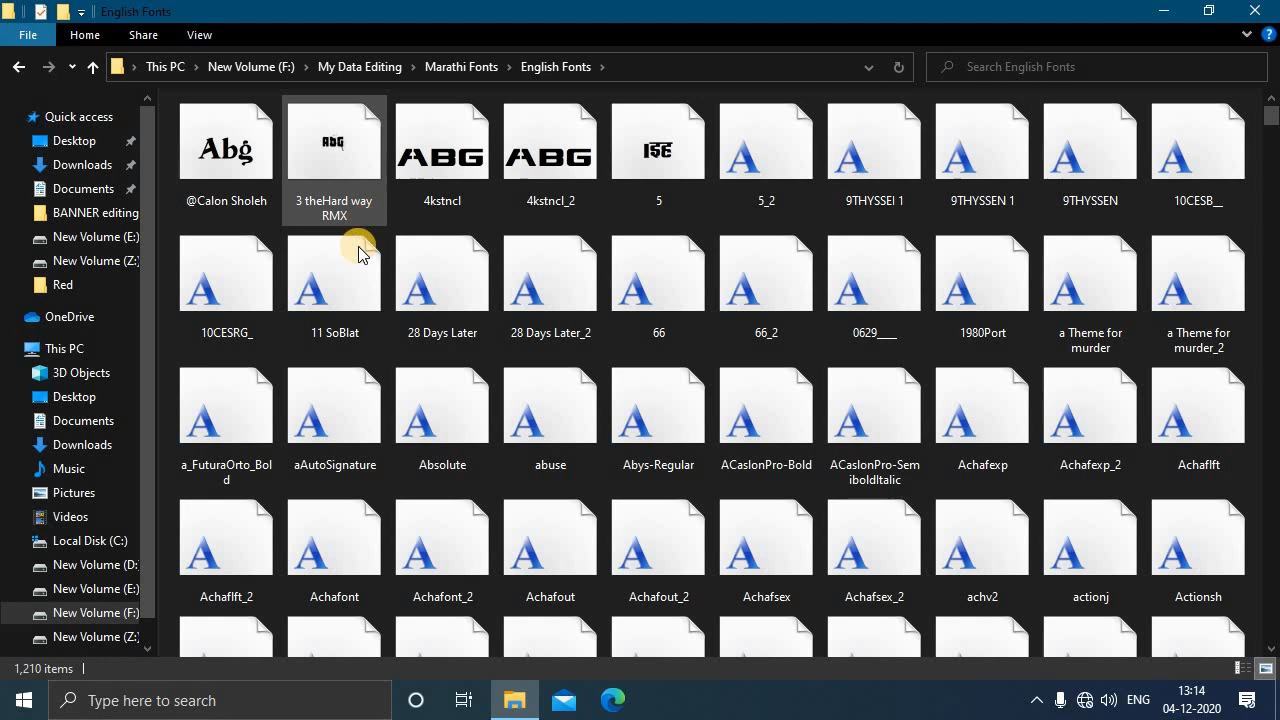 English Fonts
File Home Share View
This PC New Volume (F:) My Data Editing Marathi Fonts English Fonts
Search English Fonts
Quick access
Desktop
Downloads
Documents
BANNER editing
New Volume (E:)
New Volume (Z:)
Red
OneDrive
This PC
3D Objects
Desktop
Documents
Downloads
Music
Pictures
Videos
Local Disk (C:)
New Volume (D:
New Volume (E:)
New Volume (F:)
New Volume (Z:)
Abg AbG ABG ABG
@Calon Sholeh 3 theHard way 4kstncl 4kstncl_2 5 5_2 9THYSSEI 1 9THYSSEN 1 9THYSSEN 10CESB__
RMX
A A A A A
10CESRG_ 11 SoBlat 28 Days Later 28 Days Later_2 66 66_2 0629____ 1980Port a Theme for a Theme for
murder murder_2
A A A A A A A A A A
a_FuturaOrto_Bol aAutoSignature Absolute abuse Abys-Regular ACaslonPro-Bold ACaslonPro-Sem Achafexp Achafexp_2 Achaflft
d iboldItalic
A A A A A A A A A A
Achaflft_2 Achafont Achafont_2 Achafout Achafout_2 Achafsex Achafsex_2 achv2 actionj Actionsh
A A A A A A A A A A
1,210 items
Type here to search
ENG
13:14
04-12-2020